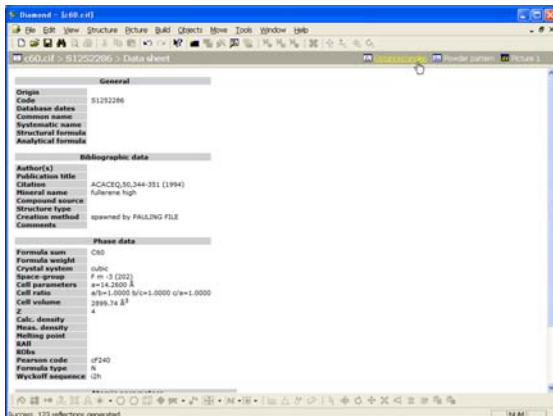 Diamond - [c60.cif]
File Edit View Structure Picture Build Objects Move Tools Window Help
c60.cif > S1252286 > Data sheet
Powder pattern Picture 1
General
Origin
Code S1252286
Database dates
Common name
Systematic name
Structural formula
Analytical formula
Bibliographic data
Author(s)
Publication title
Citation ACACEQ,50,344-351 (1994)
Mineral name fullerene high
Compound source
Structure type
Creation method spawned by PAULING FILE
Comments
Phase data
Formula sum C60
Formula weight
Crystal system cubic
Space-group F m -3 (202)
Cell parameters a=14.2600 Å
Cell ratio a/b=1.0000 b/c=1.0000 c/a=1.0000
Cell volume 2899.74 Å3
Z 4
Calc. density
Meas. density
Melting point
RAll
RObs
Pearson code cF240
Formula type N
Wyckoff sequence i2h
Success. 123 reflections generated.
NUM